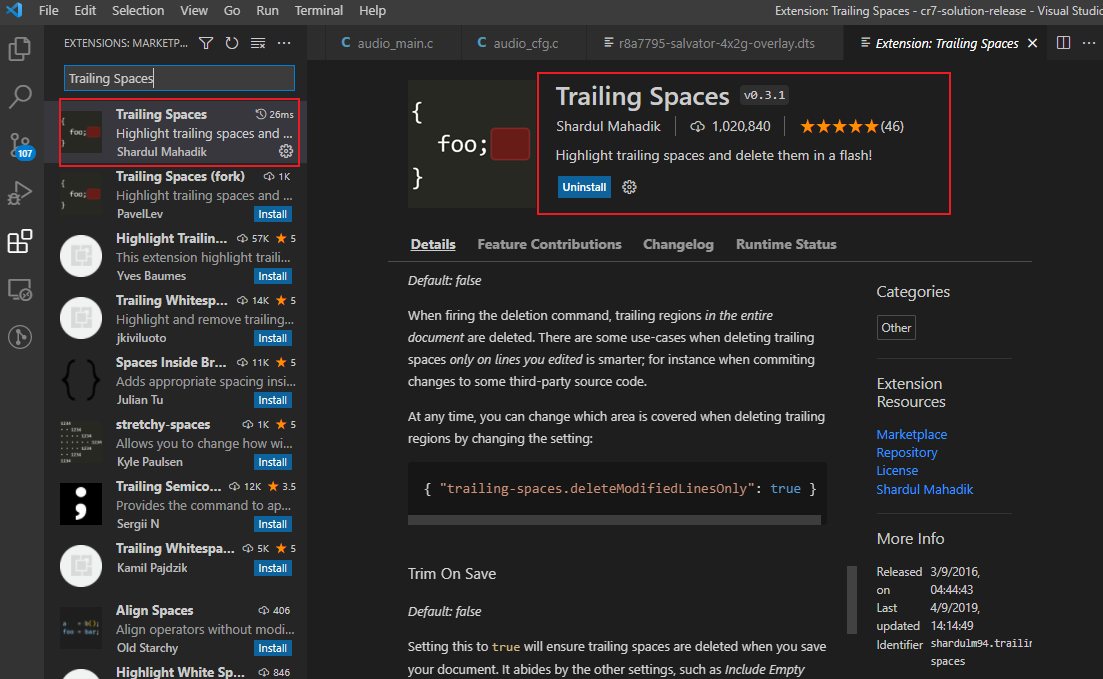 File Edit Selection View Go Run Terminal Help
Extension: Trailing Spaces - cr7-solution-release - Visual Studio
EXTENSIONS: MARKETP...
audio_main.c
audio_cfg.c
r8a7795-salvator-4x2g-overlay.dts
Extension: Trailing Spaces
Trailing Spaces
107
{
foo;
}
Trailing Spaces 26ms
Highlight trailing spaces and ...
Shardul Mahadik
{
foo;
}
Trailing Spaces (fork) 1K
Highlight trailing spaces and ...
PavelLev Install
Highlight Trailin... 57K 5
This extension highlight traili...
Yves Baumes Install
Trailing Whitesp... 14K 5
Highlight and remove trailing...
jkiviluoto Install
Spaces Inside Br... 11K 5
Adds appropriate spacing insi...
Julian Tu Install
stretchy-spaces 1K 5
Allows you to change how wi...
Kyle Paulsen Install
Trailing Semico... 12K 3.5
Provides the command to ap...
Sergii N Install
Trailing Whitespa... 5K 5
Kamil Pajdzik Install
a = b();
foo = bar;
Align Spaces 406
Align operators without modi...
Old Starchy Install
Highlight White Sp... 846
{
foo;
}
Trailing Spaces v0.3.1
Shardul Mahadik 1,020,840 (46)
Highlight trailing spaces and delete them in a flash!
Uninstall
Details Feature Contributions Changelog Runtime Status
Default: false
When firing the deletion command, trailing regions in the entire
document are deleted. There are some use-cases when deleting trailing
spaces only on lines you edited is smarter; for instance when commiting
changes to some third-party source code.
At any time, you can change which area is covered when deleting trailing
regions by changing the setting:
{ "trailing-spaces.deleteModifiedLinesOnly": true }
Trim On Save
Default: false
Setting this to true will ensure trailing spaces are deleted when you save
your document. It abides by the other settings, such as Include Empty
Categories
Other
Extension
Resources
Marketplace
Repository
License
Shardul Mahadik
More Info
Released 3/9/2016,
on 04:44:43
Last 4/9/2019,
updated 14:14:49
Identifier shardulm94.trailin
spaces